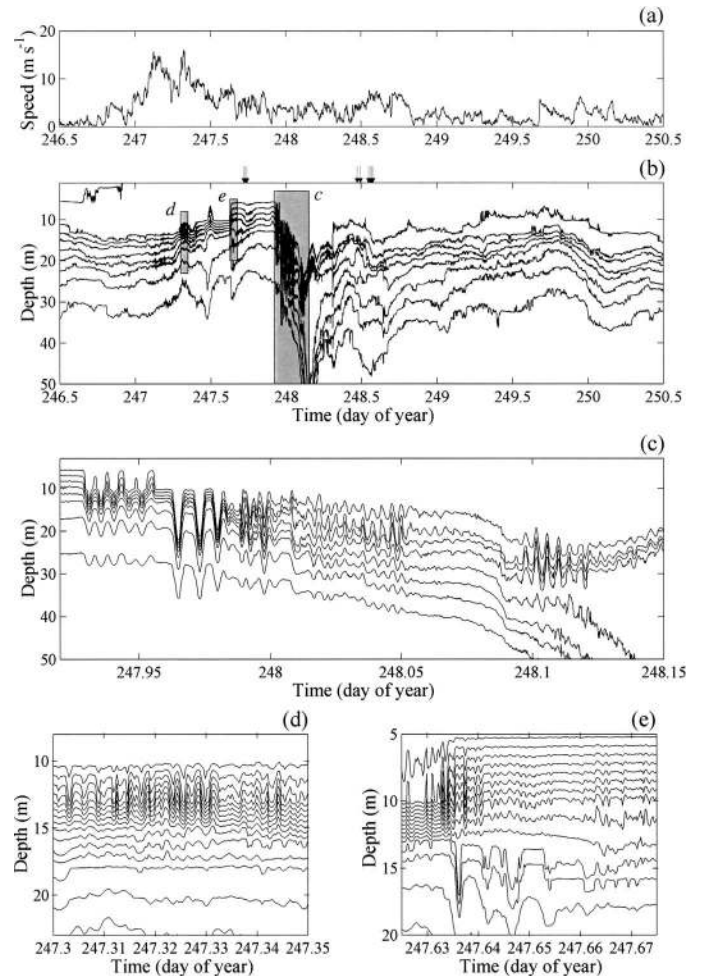 (a)
Speed (m s⁻¹)
20
10
0
246.5 247 247.5 248 248.5 249 249.5 250 250.5
(b)
d e c
Depth (m)
10
20
30
40
50
246.5 247 247.5 248 248.5 249 249.5 250 250.5
Time (day of year)
(c)
Depth (m)
10
20
30
40
50
247.95 248 248.05 248.1 248.15
Time (day of year)
(d)
Depth (m)
10
15
20
247.3 247.31 247.32 247.33 247.34 247.35
Time (day of year)
(e)
Depth (m)
5
10
15
20
247.63 247.64 247.65 247.66 247.67
Time (day of year)